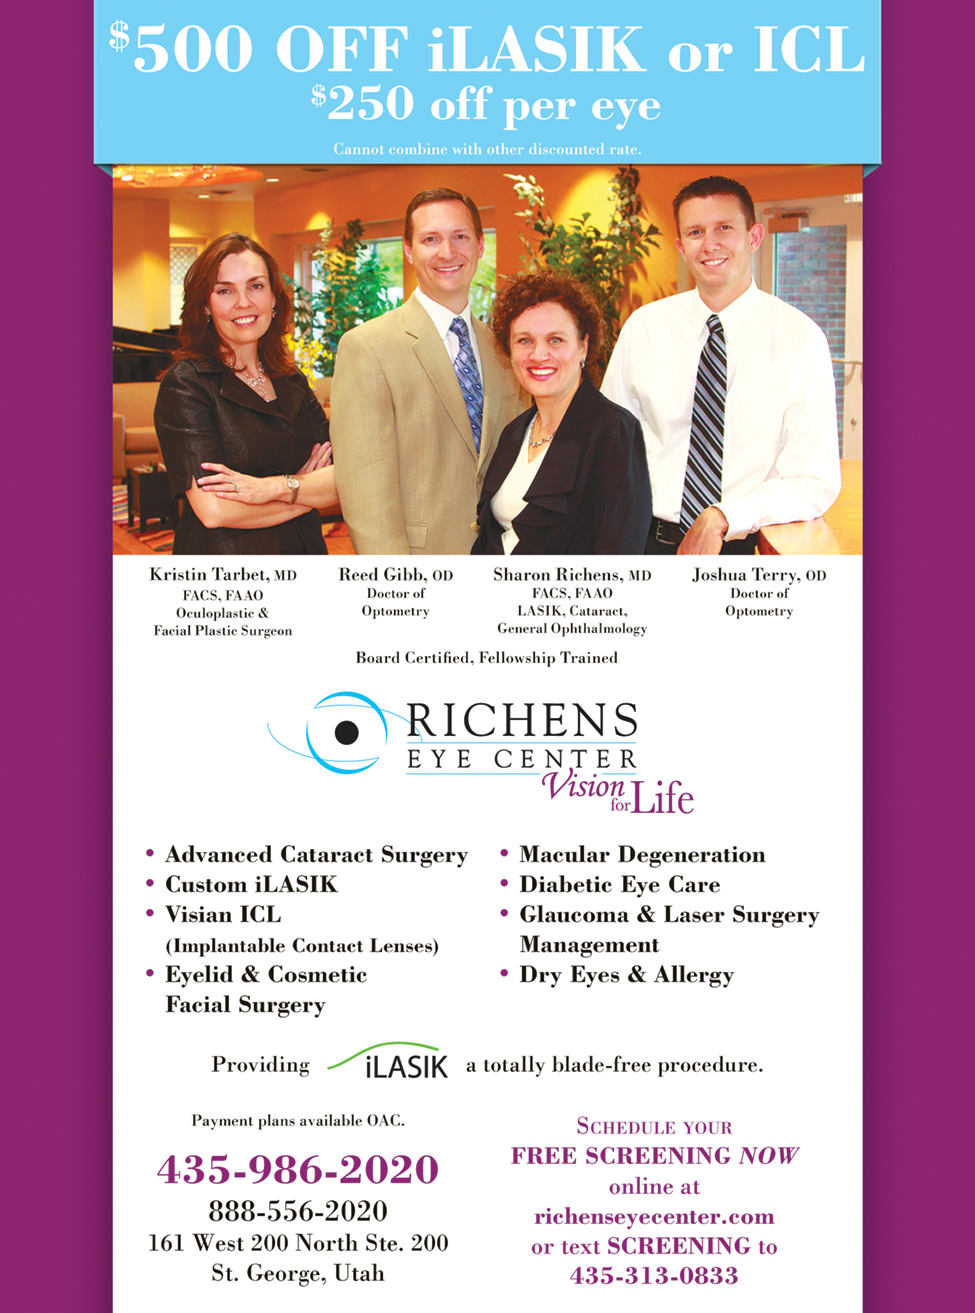 $500 OFF iLASIK or ICL
$250 off per eye
Cannot combine with other discounted rate.
Kristin Tarbet, MD
FACS, FAAO
Oculoplastic &
Facial Plastic Surgeon
Reed Gibb, OD
Doctor of
Optometry
Sharon Richens, MD
FACS, FAAO
LASIK, Cataract,
General Ophthalmology
Joshua Terry, OD
Doctor of
Optometry
Board Certified, Fellowship Trained
RICHENS
EYE CENTER
Vision
for Life
• Advanced Cataract Surgery
• Custom iLASIK
• Visian ICL
(Implantable Contact Lenses)
• Eyelid & Cosmetic
Facial Surgery
• Macular Degeneration
• Diabetic Eye Care
• Glaucoma & Laser Surgery
Management
• Dry Eyes & Allergy
Providing iLASIK a totally blade-free procedure.
Payment plans available OAC.
435-986-2020
888-556-2020
161 West 200 North Ste. 200
St. George, Utah
SCHEDULE YOUR
FREE SCREENING NOW
online at
richenseyecenter.com
or text SCREENING to
435-313-0833